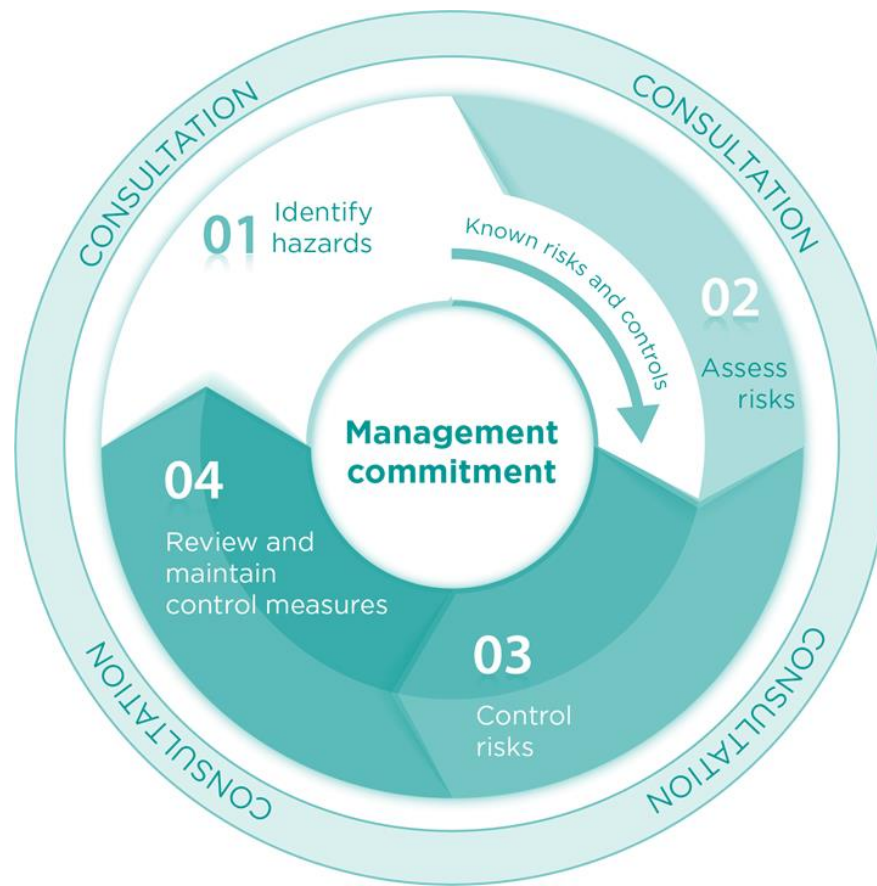 CONSULTATION
CONSULTATION
01
Identify
hazards
Known risks and controls
02
Assess
risks
Management
commitment
04
Review and
maintain
control measures
03
Control
risks
CONSULTATION
CONSULTATION